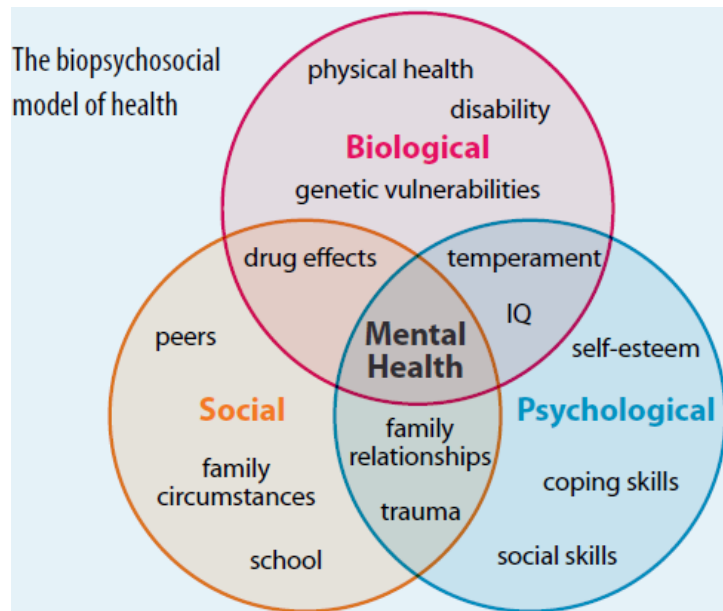 The biopsychosocial
model of health
physical health
disability
Biological
genetic vulnerabilities
drug effects
temperament
IQ
peers
Mental
Health
self-esteem
Social
Psychological
family
relationships
family
circumstances
coping skills
trauma
school
social skills